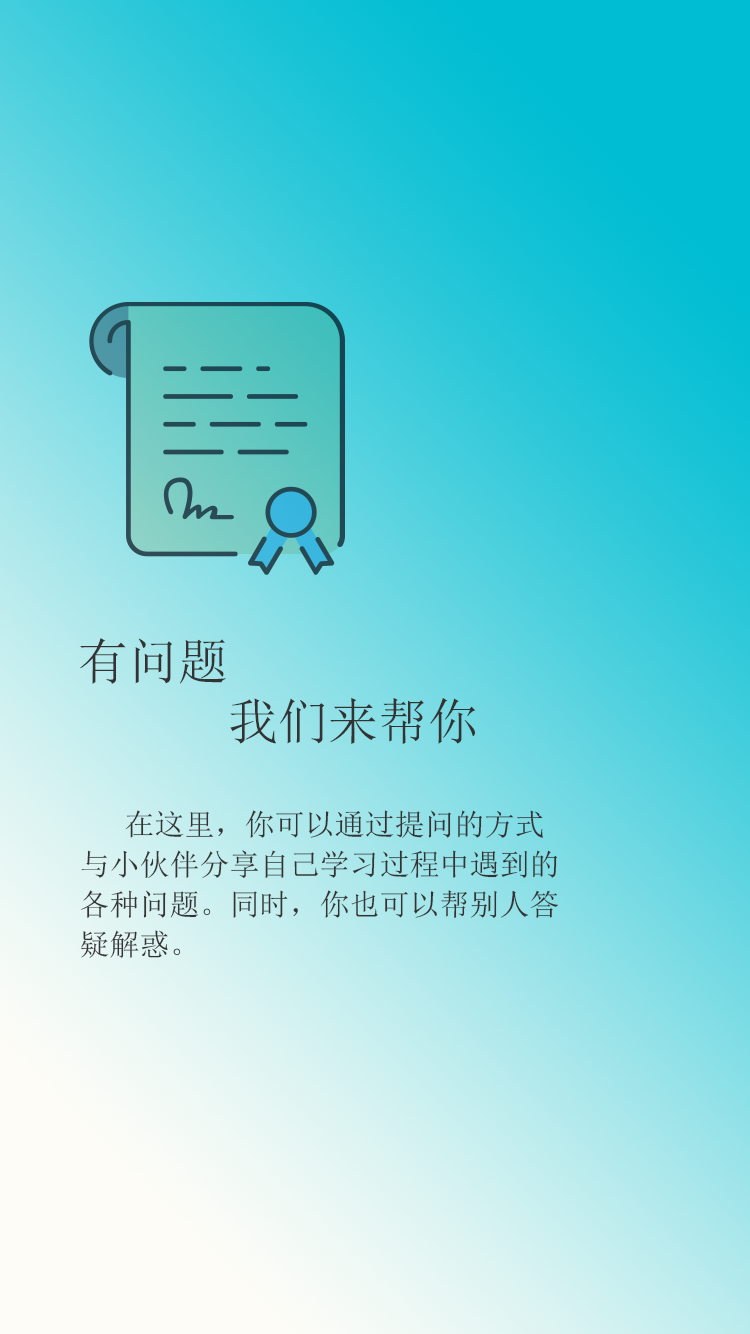 有问题
我们来帮你
在这里，你可以通过提问的方式
与小伙伴分享自己学习过程中遇到的
各种问题。同时，你也可以帮别人答
疑解惑。